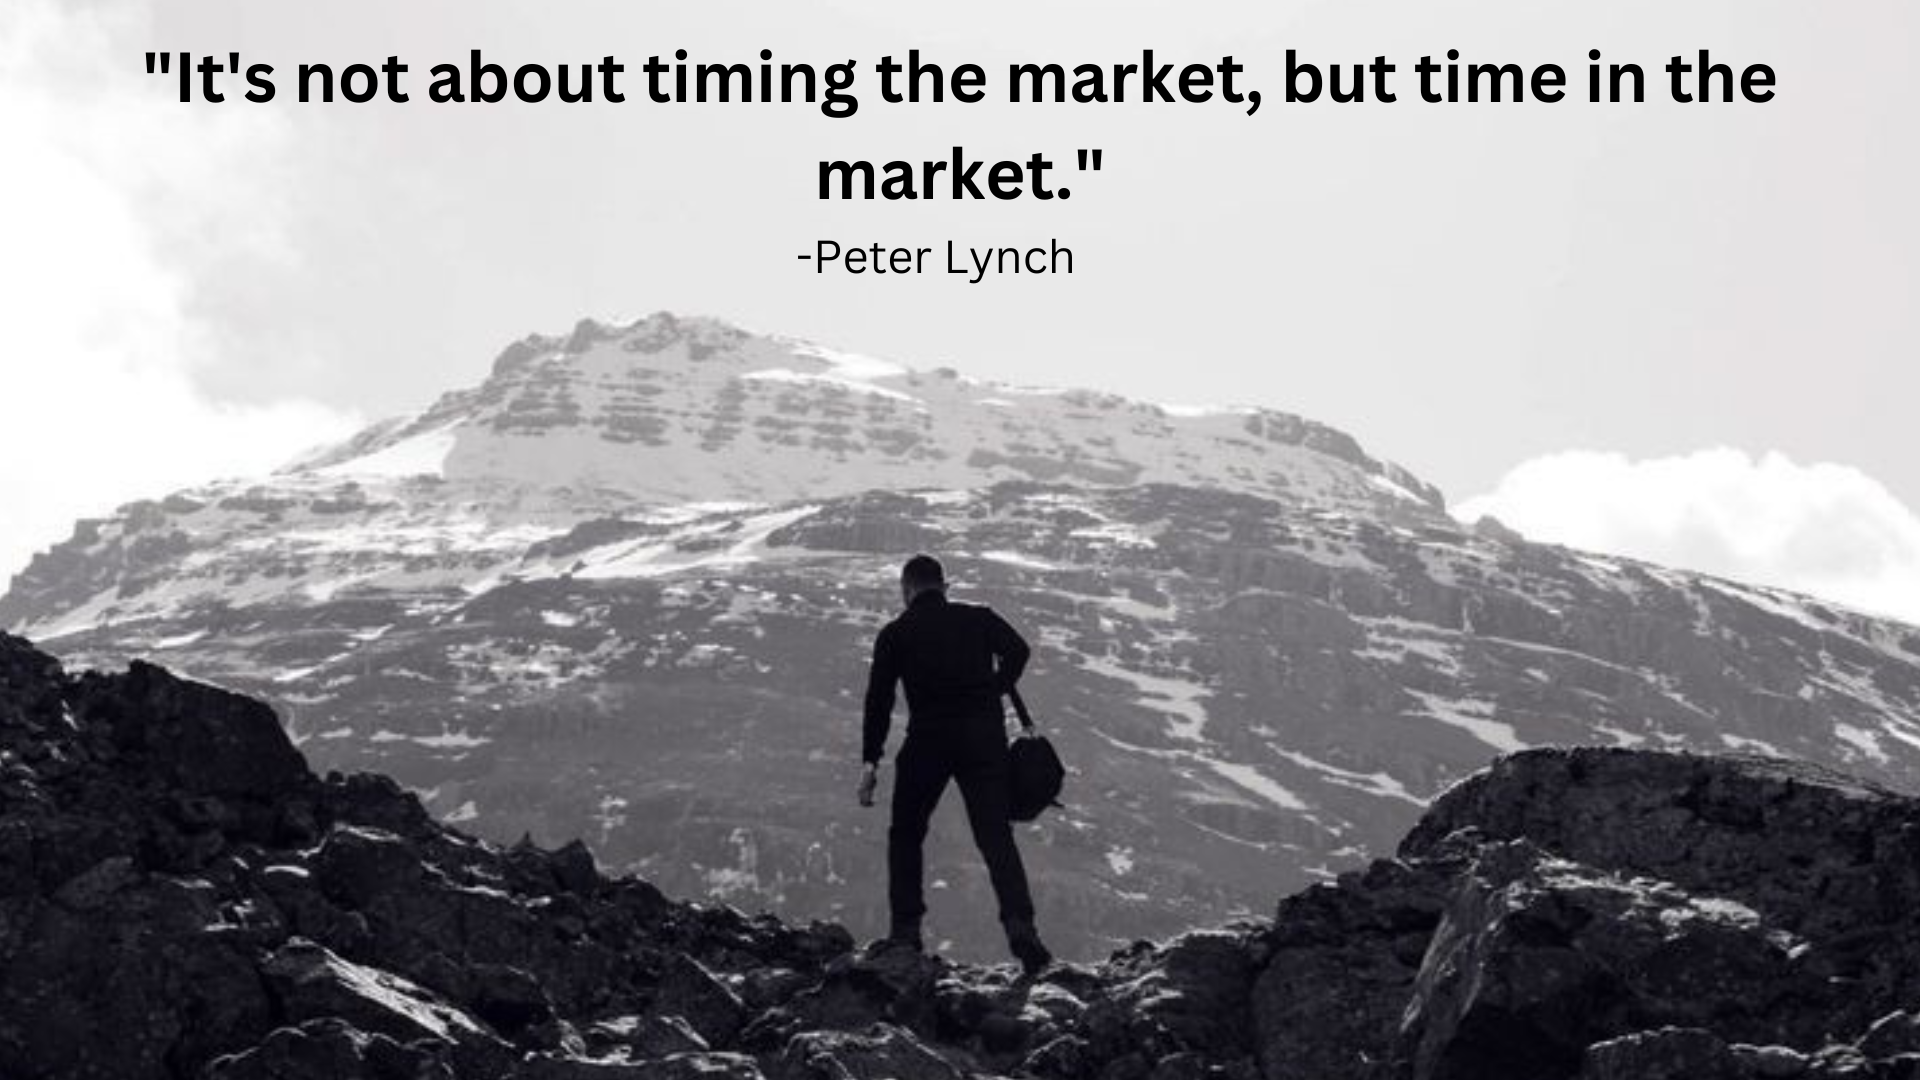 "It's not about timing the market, but time in the
market."
-Peter Lynch